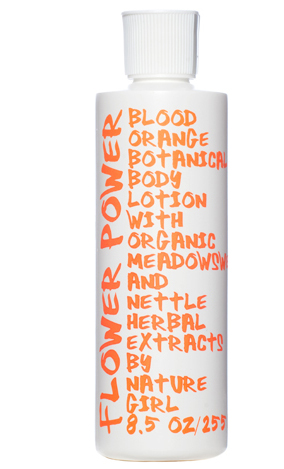 FLOWER POWER
BLOOD
ORANGE
BOTANICAL
BODY
LOTION
WITH
ORGANIC
AND
NETTLE
HERBAL
EXTRACTS
BY
NATURE
GIRL
8.5 OZ/255